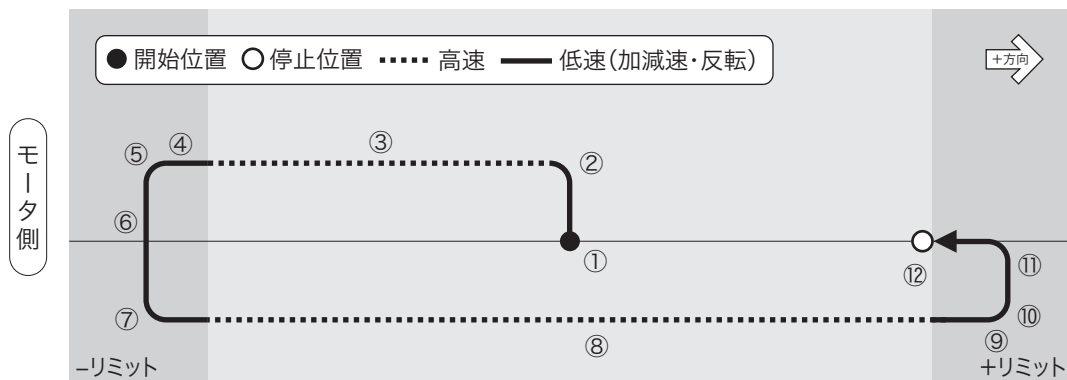 ●開始位置 ○停止位置 ┅┅ 高速 ━━ 低速(加減速・反転)
+方向
モータ側
⑤ ④ ③ ②
⑥
①
⑫ ⑪
⑦ ⑧ ⑨ ⑩
−リミット
+リミット